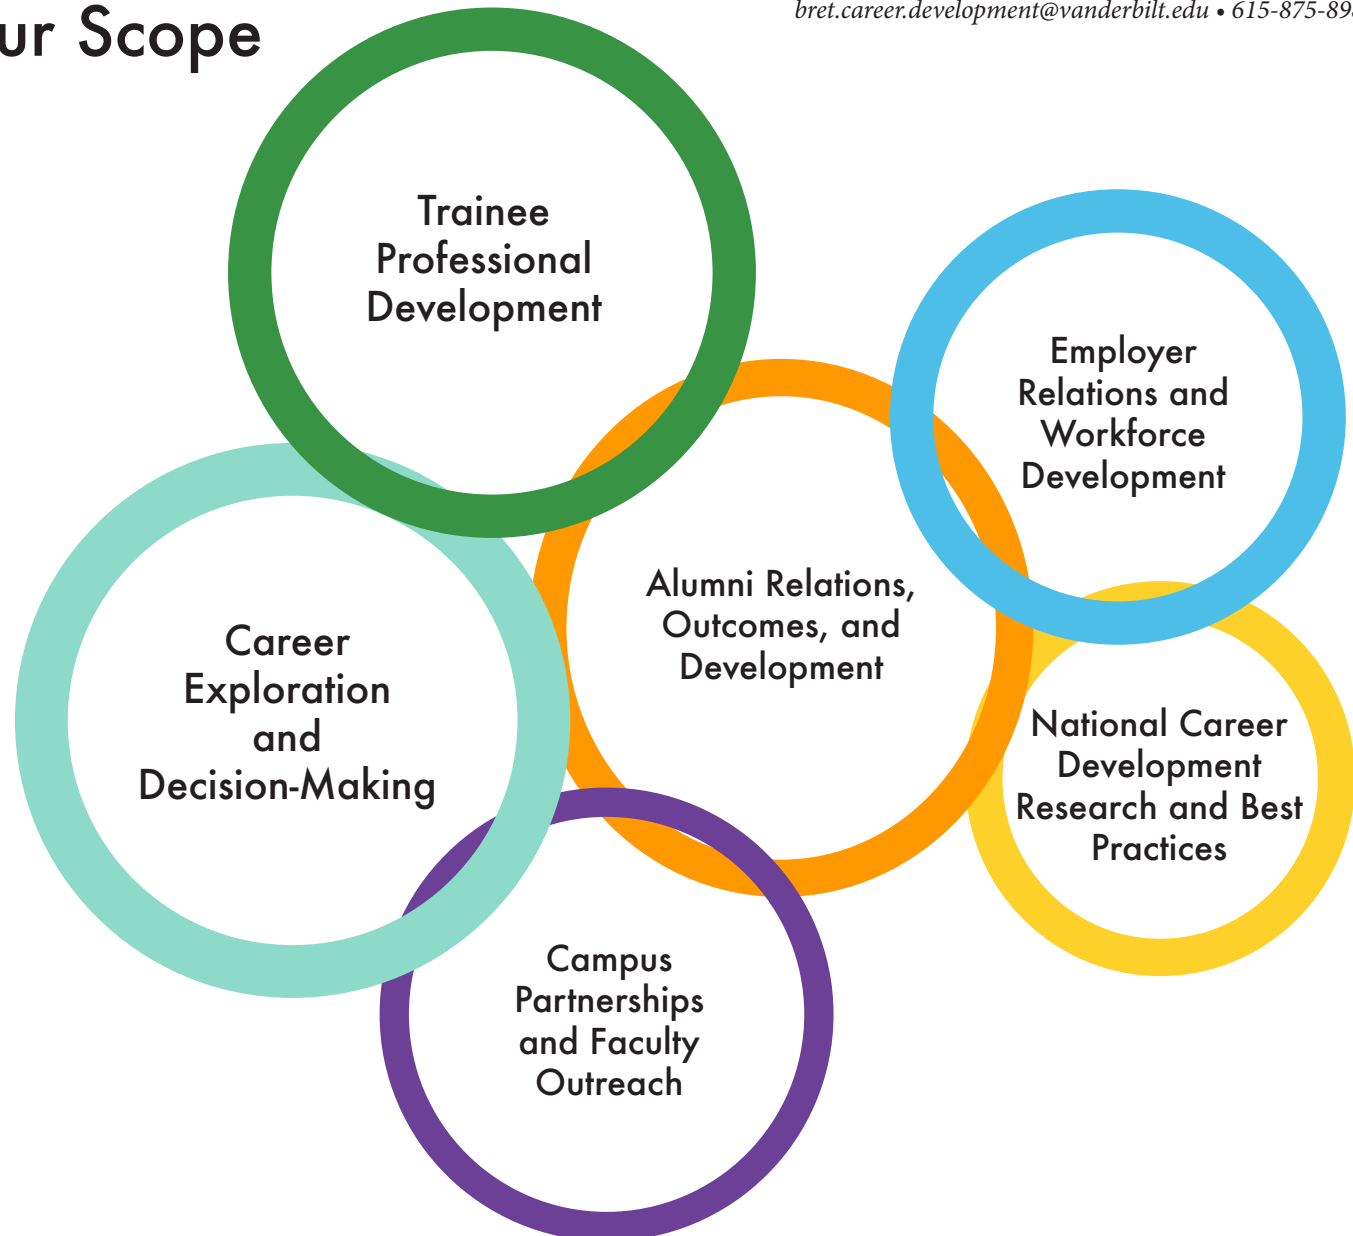 ur Scope
bret.career.development@vanderbilt.edu • 615-875-89
Trainee
Professional
Development
Employer
Relations and
Workforce
Development
Alumni Relations,
Outcomes, and
Development
Career
Exploration
and
Decision-Making
National Career
Development
Research and Best
Practices
Campus
Partnerships
and Faculty
Outreach